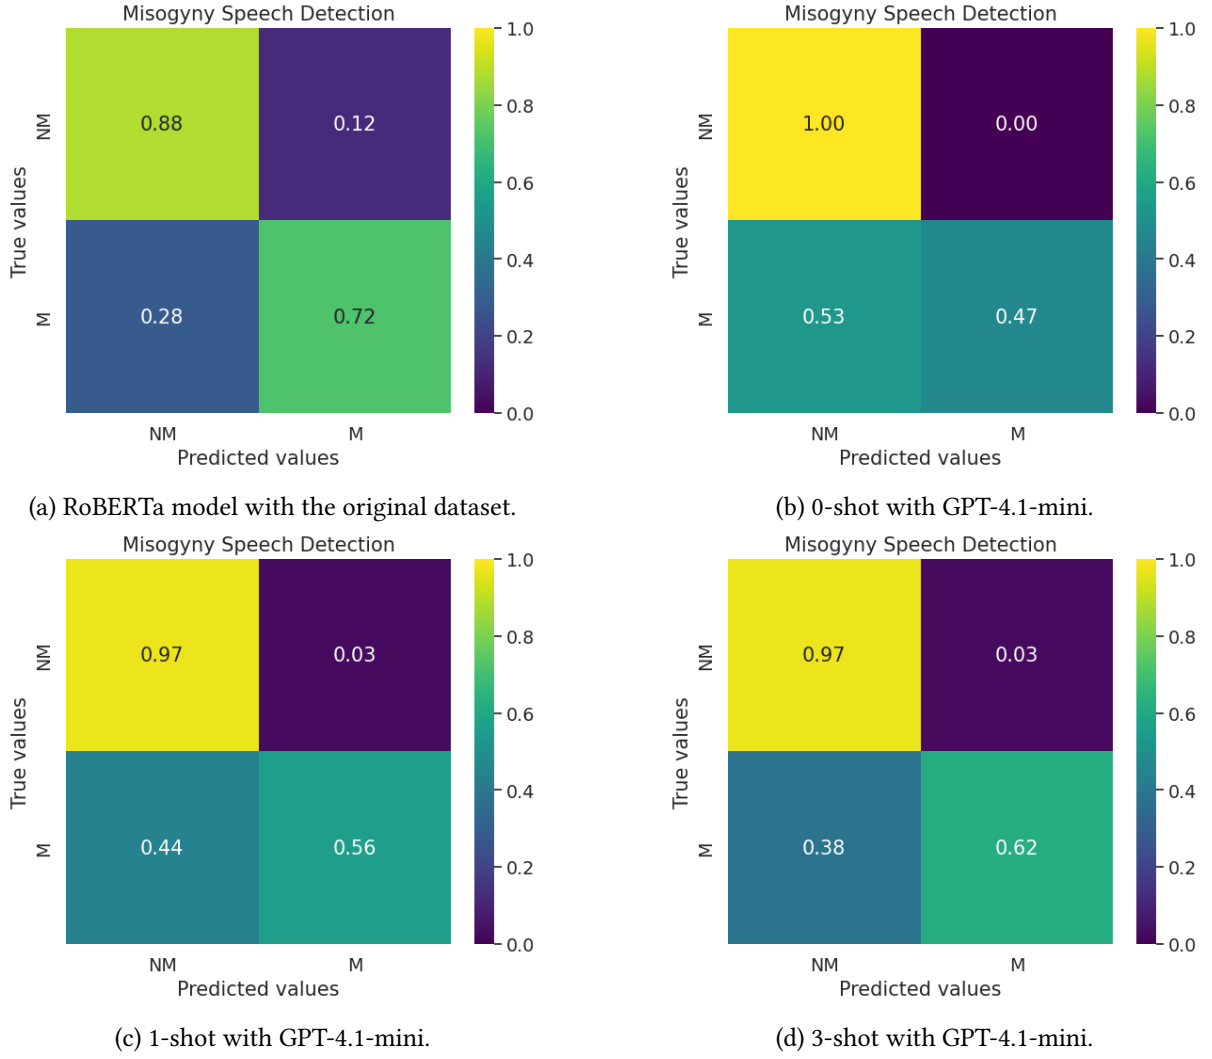 Misogyny Speech Detection
1.0
0.8
0.6
0.4
0.2
0.0
NM
M
True values
0.88
0.12
0.28
0.72
NM
M
Predicted values
(a) RoBERTa model with the original dataset.
Misogyny Speech Detection
1.0
0.8
0.6
0.4
0.2
0.0
NM
M
True values
1.00
0.00
0.53
0.47
NM
M
Predicted values
(b) 0-shot with GPT-4.1-mini.
Misogyny Speech Detection
1.0
0.8
0.6
0.4
0.2
0.0
NM
M
True values
0.97
0.03
0.44
0.56
NM
M
Predicted values
(c) 1-shot with GPT-4.1-mini.
Misogyny Speech Detection
1.0
0.8
0.6
0.4
0.2
0.0
NM
M
True values
0.97
0.03
0.38
0.62
NM
M
Predicted values
(d) 3-shot with GPT-4.1-mini.